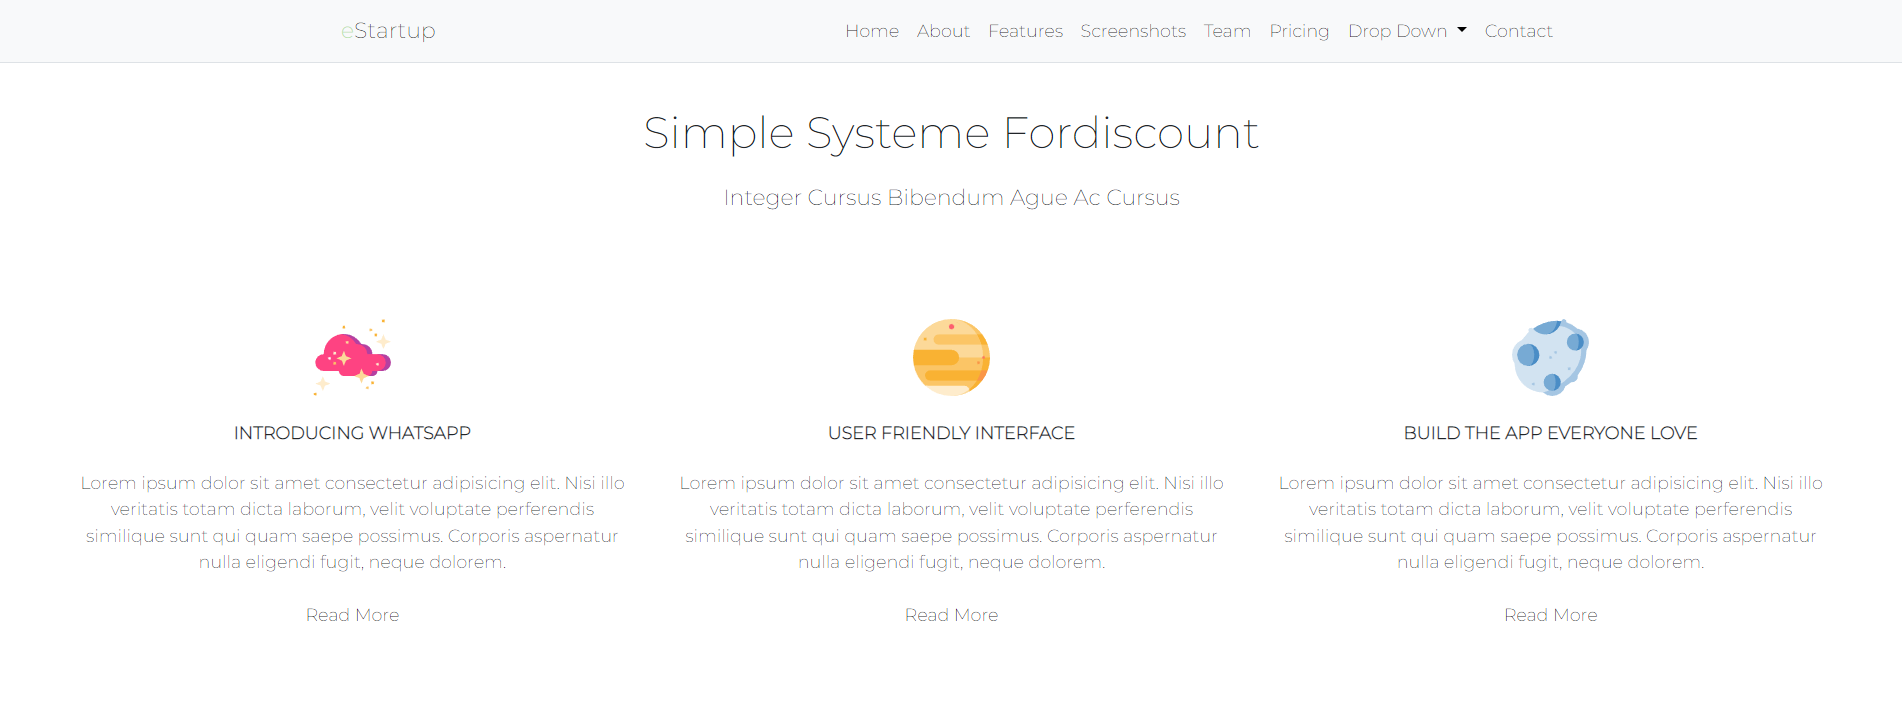 eStartup
Home About Features Screenshots Team Pricing Drop Down Contact
Simple Systeme Fordiscount
Integer Cursus Bibendum Ague Ac Cursus
INTRODUCING WHATSAPP
Lorem ipsum dolor sit amet consectetur adipisicing elit. Nisi illo
veritatis totam dicta laborum, velit voluptate perferendis
similique sunt qui quam saepe possimus. Corporis aspernatur
nulla eligendi fugit, neque dolorem.
Read More
USER FRIENDLY INTERFACE
Lorem ipsum dolor sit amet consectetur adipisicing elit. Nisi illo
veritatis totam dicta laborum, velit voluptate perferendis
similique sunt qui quam saepe possimus. Corporis aspernatur
nulla eligendi fugit, neque dolorem.
Read More
BUILD THE APP EVERYONE LOVE
Lorem ipsum dolor sit amet consectetur adipisicing elit. Nisi illo
veritatis totam dicta laborum, velit voluptate perferendis
similique sunt qui quam saepe possimus. Corporis aspernatur
nulla eligendi fugit, neque dolorem.
Read More